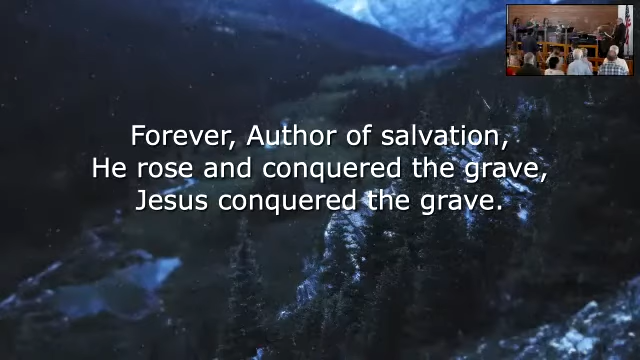 Forever, Author of salvation,
He rose and conquered the grave,
Jesus conquered the grave.